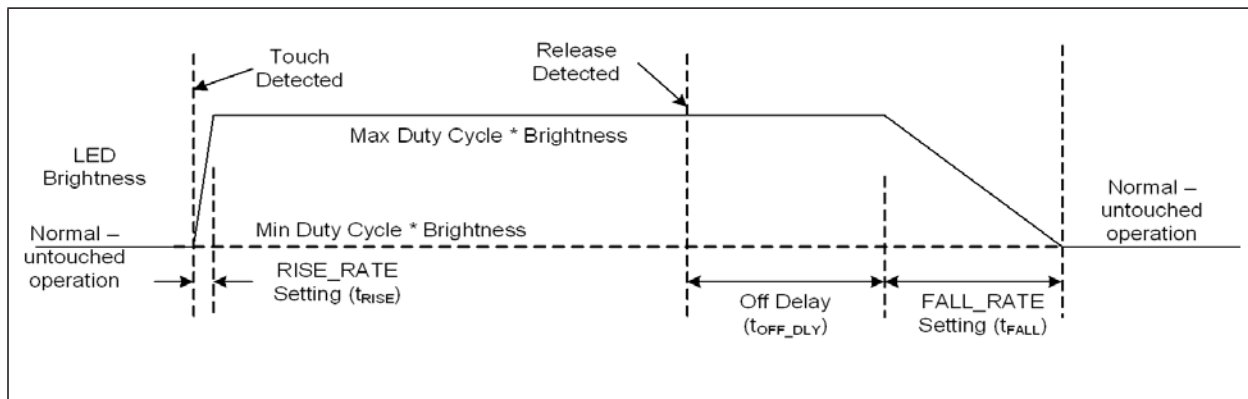 Touch
Detected
Release
Detected
Max Duty Cycle * Brightness
LED
Brightness
Normal –
untouched
operation
Min Duty Cycle * Brightness
Normal –
untouched
operation
RISE_RATE
Setting (tRISE)
Off Delay
(tOFF_DLY)
FALL_RATE
Setting (tFALL)